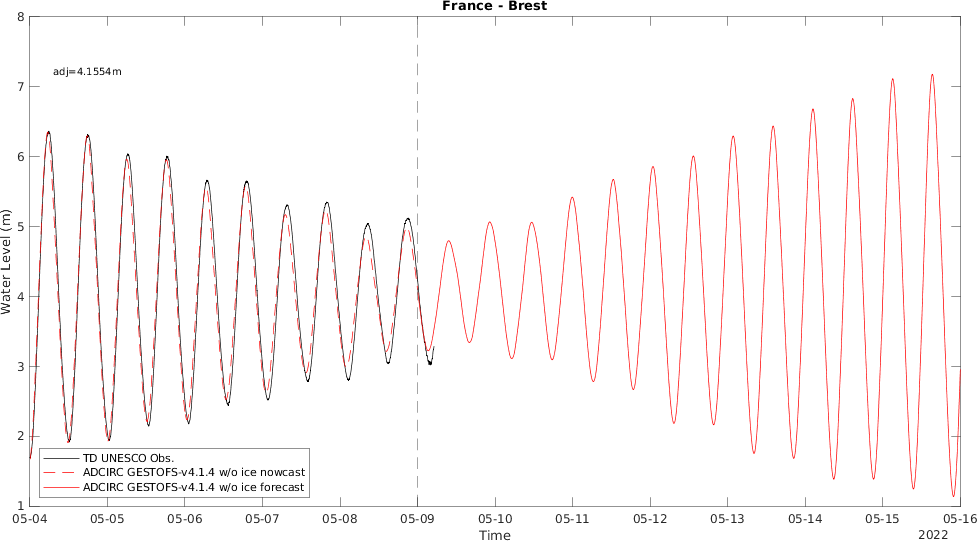 France - Brest
adj=4.1554m
8
7
6
5
4
3
2
1
Water Level (m)
TD UNESCO Obs.
ADCIRC GESTOFS-v4.1.4 w/o ice nowcast
ADCIRC GESTOFS-v4.1.4 w/o ice forecast
05-04 05-05 05-06 05-07 05-08 05-09 05-10 05-11 05-12 05-13 05-14 05-15 05-16
Time
2022